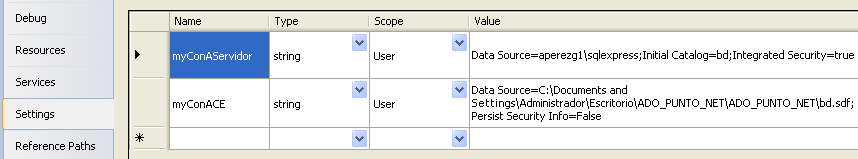 Debug
Resources
Services
Settings
Reference Paths
Name Type Scope Value
myConAServidor string User Data Source=aperezg1\sqlexpress;Initial Catalog=bd;Integrated Security=true
myConACE string User Data Source=C:\Documents and
Settings\Administrador\Escritorio\ADO_PUNTO_NET\ADO_PUNTO_NET\bd.sdf;
Persist Security Info=False